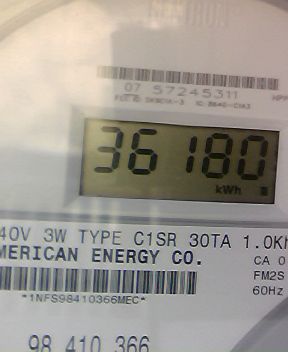 07 57245311
36180
kWh
40V 3W TYPE C1SR 30TA 1.0Kh
MERICAN ENERGY CO.
CA 0
FM2S
60Hz
*1NFS98410366MEC*
98 410 366